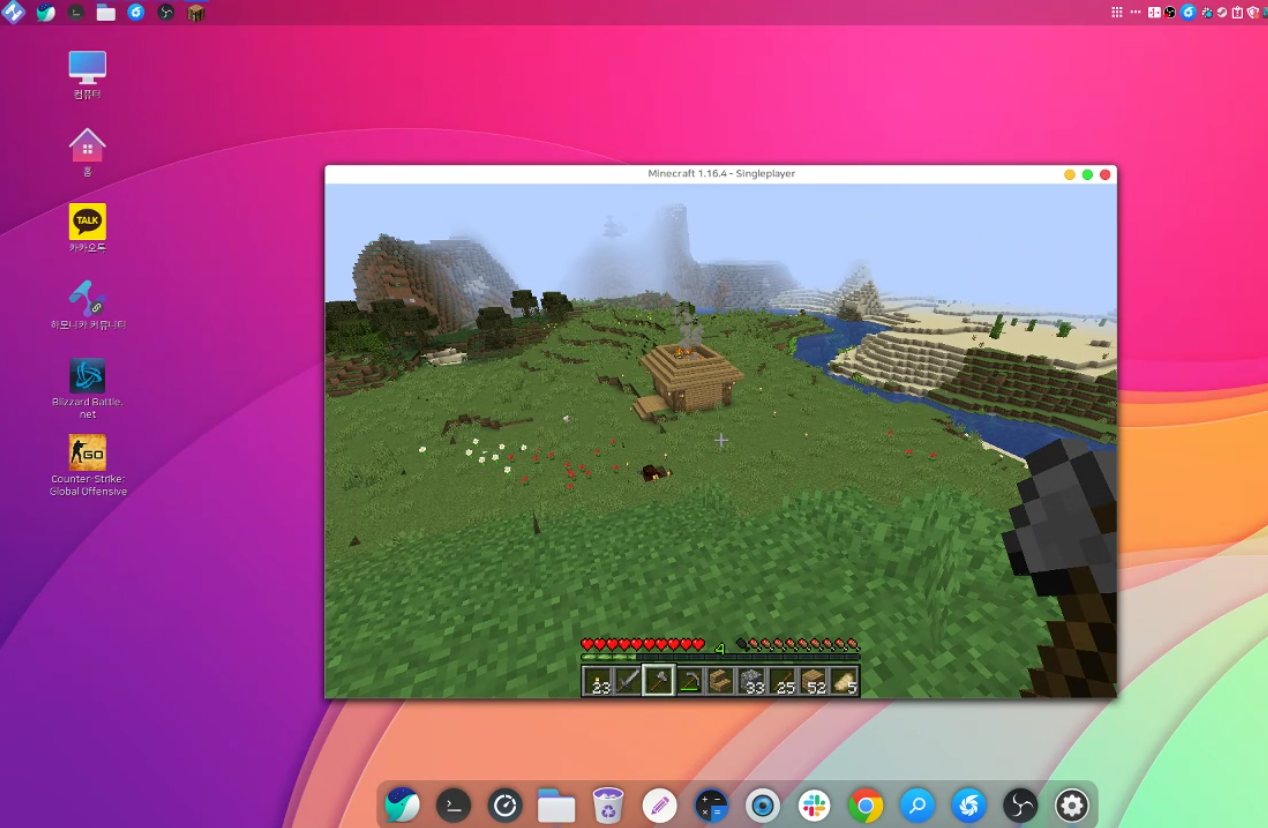 컴퓨터
홈
TALK
카카오톡
하모니카 커뮤니티
Blizzard Battle.
net
GO
Counter-Strike:
Global Offensive
Minecraft 1.16.4 - Singleplayer
4
23
33
25
52
5